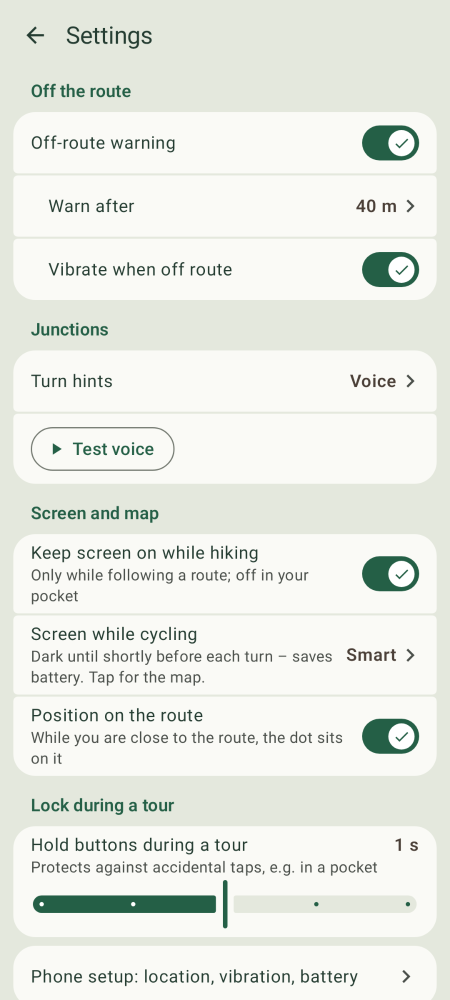 Settings
Off the route
Off-route warning
Warn after
40 m
Vibrate when off route
Junctions
Turn hints
Voice
Test voice
Screen and map
Keep screen on while hiking
Only while following a route; off in your
pocket
Screen while cycling
Dark until shortly before each turn – saves
battery. Tap for the map.
Smart
Position on the route
While you are close to the route, the dot sits
on it
Lock during a tour
Hold buttons during a tour
1 s
Protects against accidental taps, e.g. in a pocket
Phone setup: location, vibration, battery